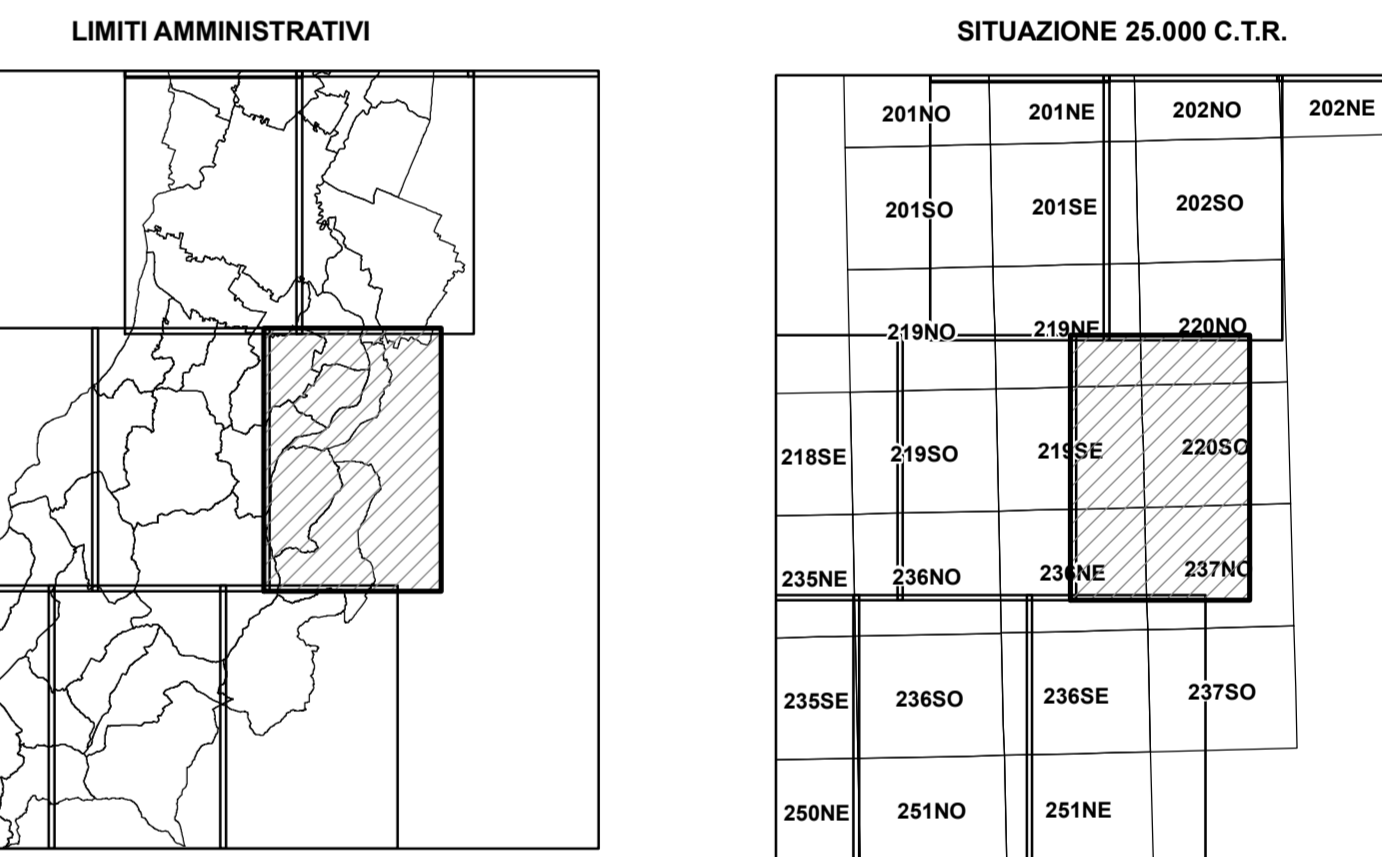 LIMITI AMMINISTRATIVI
SITUAZIONE 25.000 C.T.R.
201NO 201NE 202NO 202NE
201SO 201SE 202SO
219NO 219NE 220NO
218SE 219SO 219SE 220SO
235NE 236NO 236NE 237NO
235SE 236SO 236SE 237SO
250NE 251NO 251NE